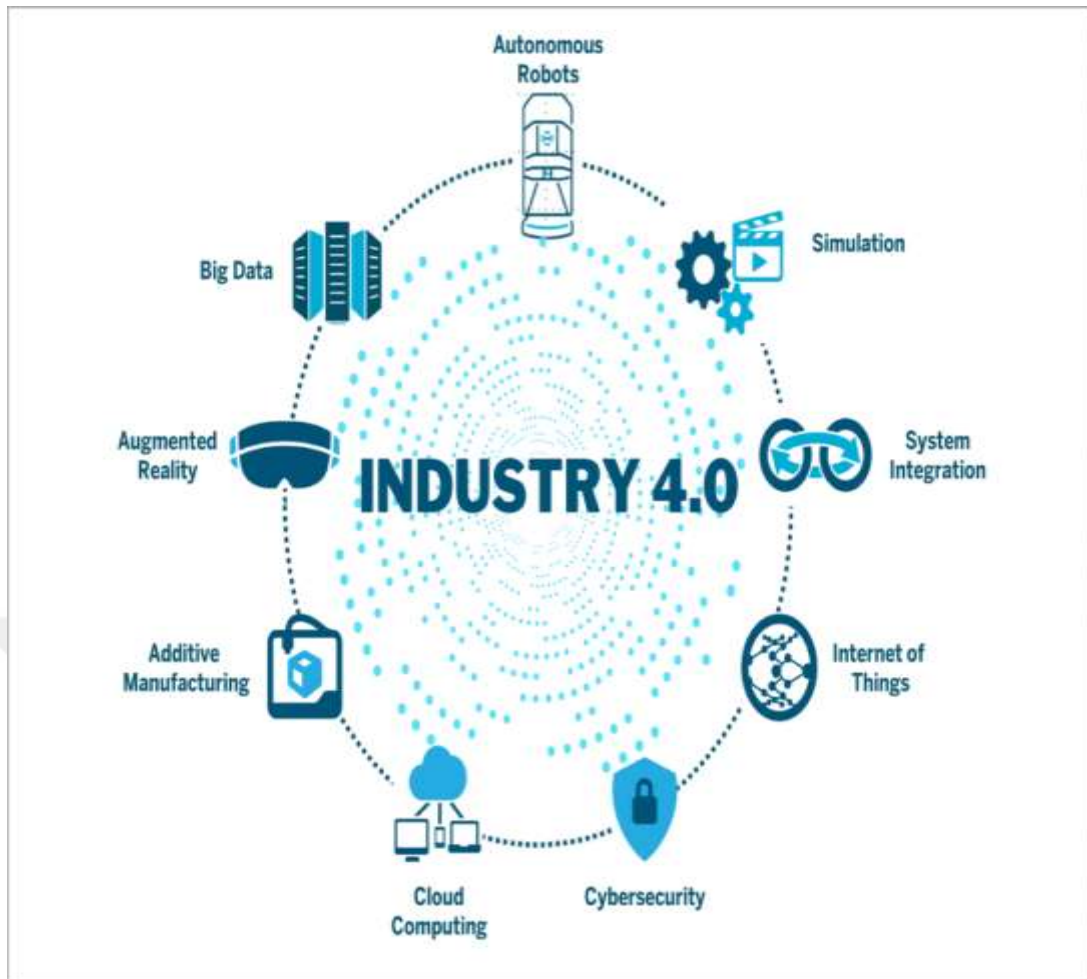 Autonomous
Robots
Simulation
Big Data
Augmented
Reality
System
Integration
INDUSTRY 4.0
Additive
Manufacturing
Internet of
Things
Cloud
Computing
Cybersecurity